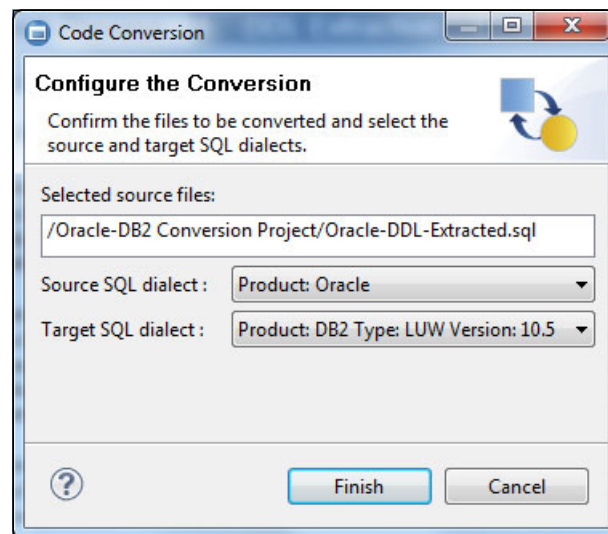 Code Conversion
Configure the Conversion
Confirm the files to be converted and select the
source and target SQL dialects.
Selected source files:
/Oracle-DB2 Conversion Project/Oracle-DDL-Extracted.sql
Source SQL dialect : Product: Oracle
Target SQL dialect : Product: DB2 Type: LUW Version: 10.5
? Finish Cancel